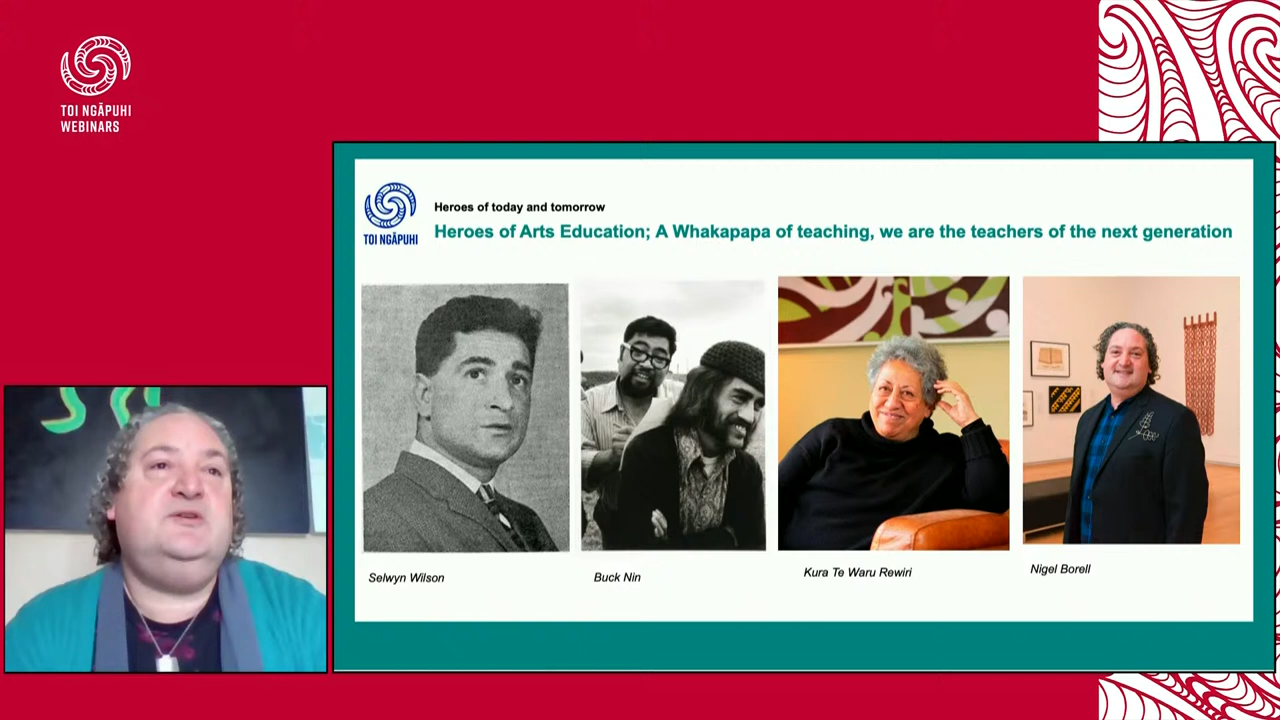 TOI NGĀPUHI
WEBINARS
TOI NGĀPUHI
Heroes of today and tomorrow
Heroes of Arts Education; A Whakapapa of teaching, we are the teachers of the next generation
Selwyn Wilson
Buck Nin
Kura Te Waru Rewiri
Nigel Borell